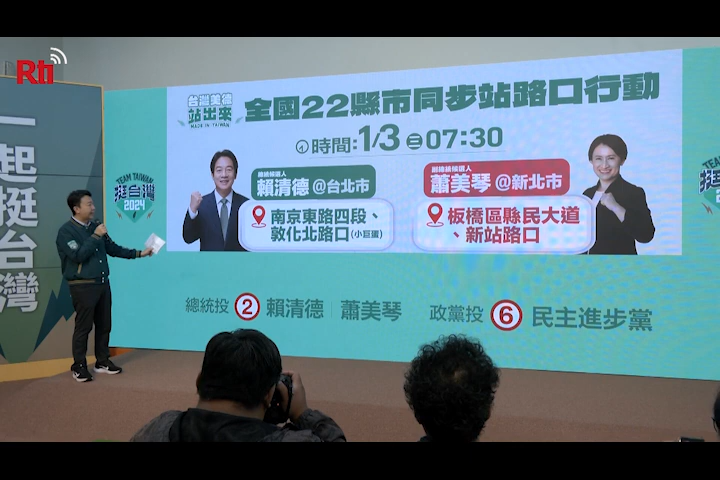 Rti
一起挺台灣
TEAM TAIWAN
挺台灣
2024
台灣美德
站出來
MADE IN TAIWAN
全國22縣市同步站路口行動
時間:1/3 三 07:30
總統候選人
賴清德@台北市
南京東路四段、
敦化北路口(小巨蛋)
副總統候選人
蕭美琴@新北市
板橋區縣民大道
、新站路口
總統投 2 賴清德 蕭美琴
政黨投 6 民主進步黨